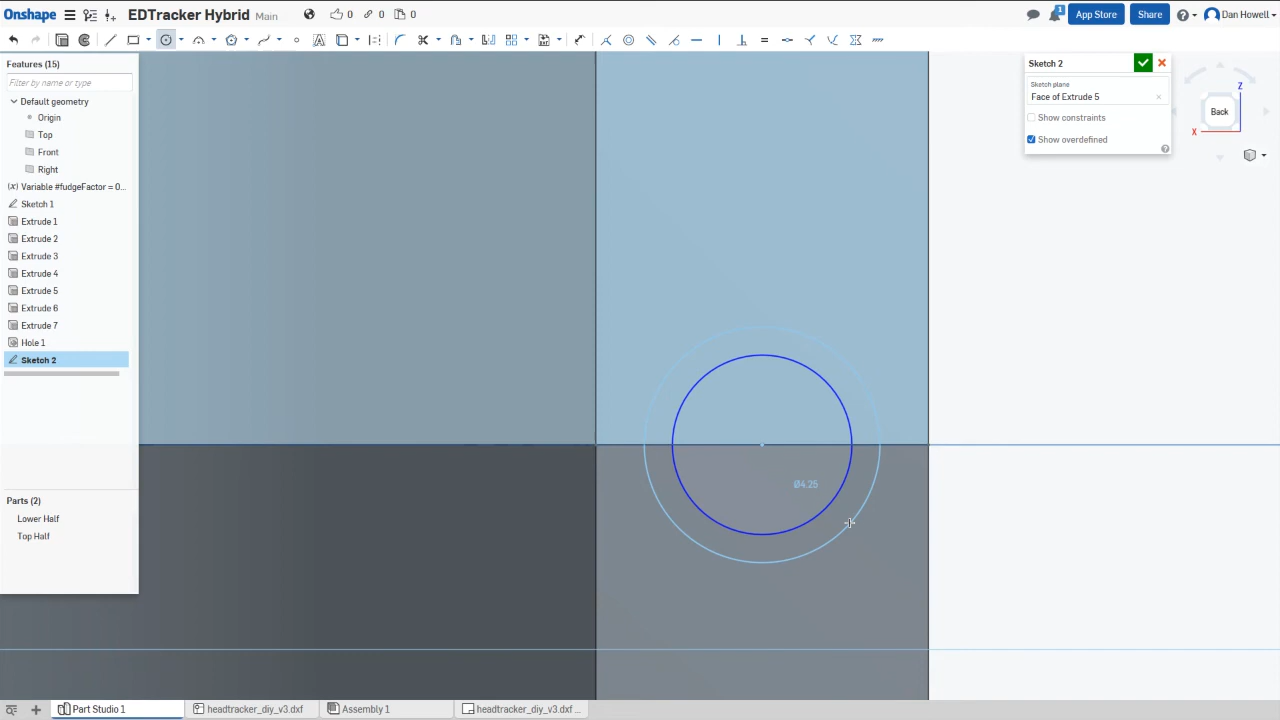 Onshape EDTracker Hybrid Main 0 0 0 1 App Store Share Dan Howell
Features (15)
Filter by name or type
Default geometry
Origin
Top
Front
Right
(x) Variable #fudgeFactor = 0...
Sketch 1
Extrude 1
Extrude 2
Extrude 3
Extrude 4
Extrude 5
Extrude 6
Extrude 7
Hole 1
Sketch 2
Parts (2)
Lower Half
Top Half
Sketch 2
Sketch plane
Face of Extrude 5
Show constraints
Show overdefined
Z
Back
X
Ø4.25
Part Studio 1 headtracker_diy_v3.dxf Assembly 1 headtracker_diy_v3.dxf ...